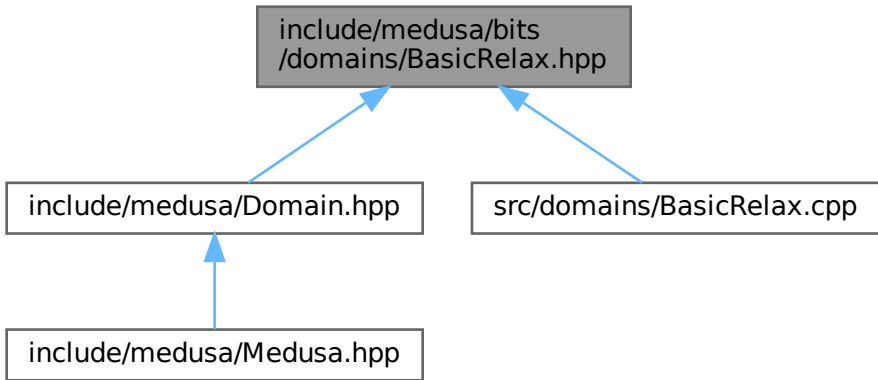 include/medusa/bits
/domains/BasicRelax.hpp
include/medusa/Domain.hpp
src/domains/BasicRelax.cpp
include/medusa/Medusa.hpp